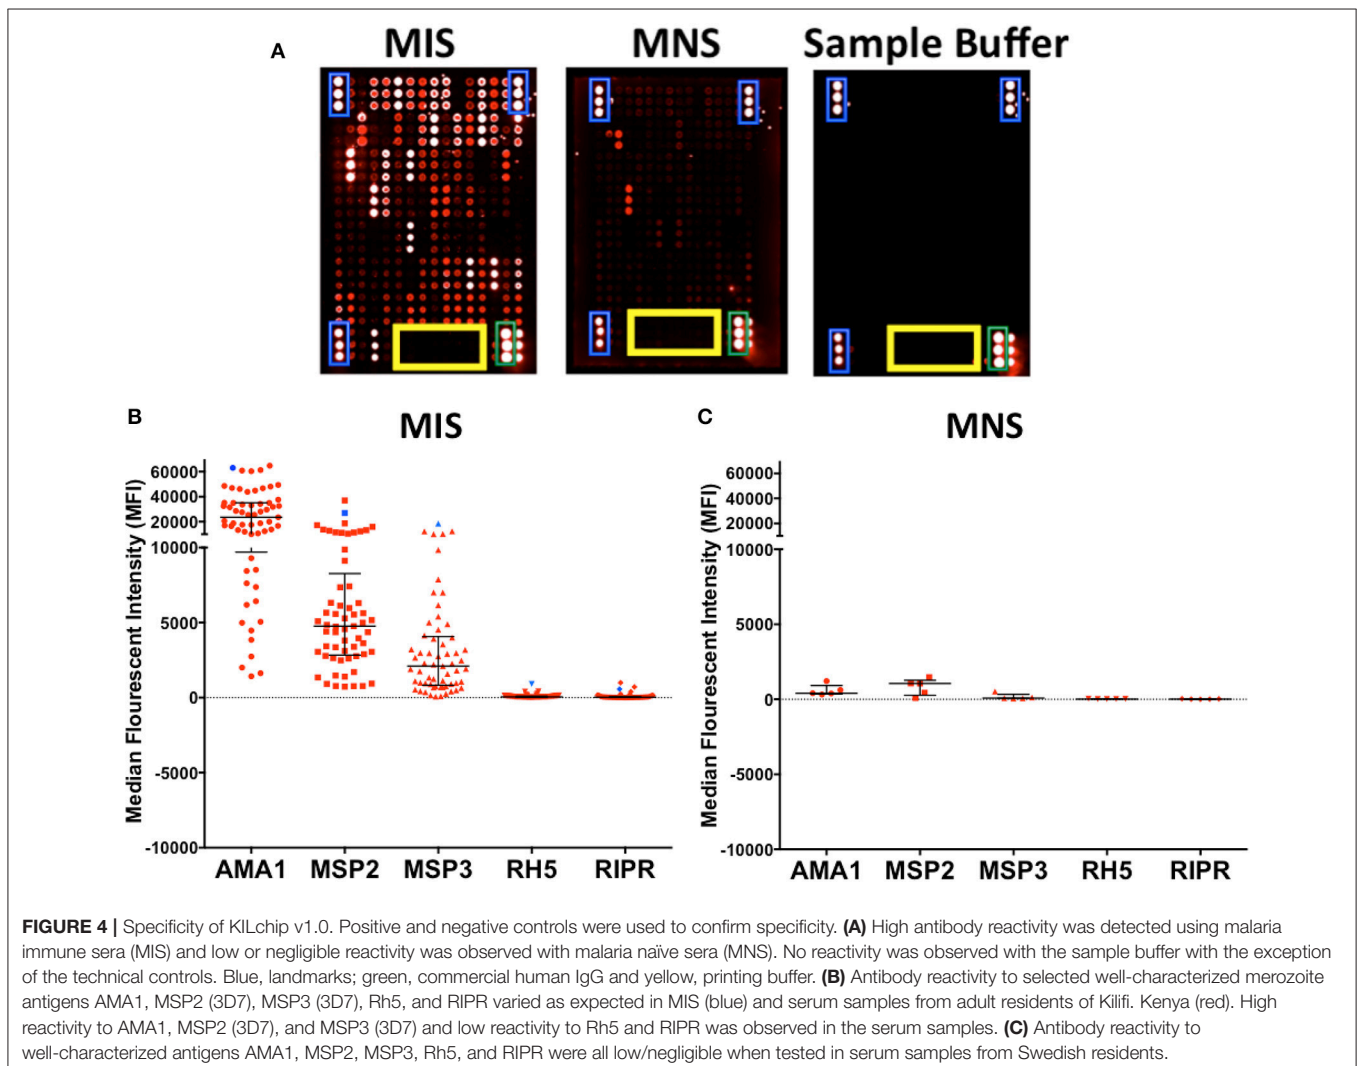 A
MIS
MNS
Sample Buffer
B
MIS
Median Flourescent Intensity (MFI)
60000
40000
20000
10000
5000
0
-5000
-10000
AMA1
MSP2
MSP3
RH5
RIPR
C
MNS
Median Flourescent Intensity (MFI)
60000
40000
20000
10000
5000
0
-5000
-10000
AMA1
MSP2
MSP3
RH5
RIPR
FIGURE 4 | Specificity of KILchip v1.0. Positive and negative controls were used to confirm specificity. (A) High antibody reactivity was detected using malaria
immune sera (MIS) and low or negligible reactivity was observed with malaria naïve sera (MNS). No reactivity was observed with the sample buffer with the exception
of the technical controls. Blue, landmarks; green, commercial human IgG and yellow, printing buffer. (B) Antibody reactivity to selected well-characterized merozoite
antigens AMA1, MSP2 (3D7), MSP3 (3D7), Rh5, and RIPR varied as expected in MIS (blue) and serum samples from adult residents of Kilifi. Kenya (red). High
reactivity to AMA1, MSP2 (3D7), and MSP3 (3D7) and low reactivity to Rh5 and RIPR was observed in the serum samples. (C) Antibody reactivity to
well-characterized antigens AMA1, MSP2, MSP3, Rh5, and RIPR were all low/negligible when tested in serum samples from Swedish residents.